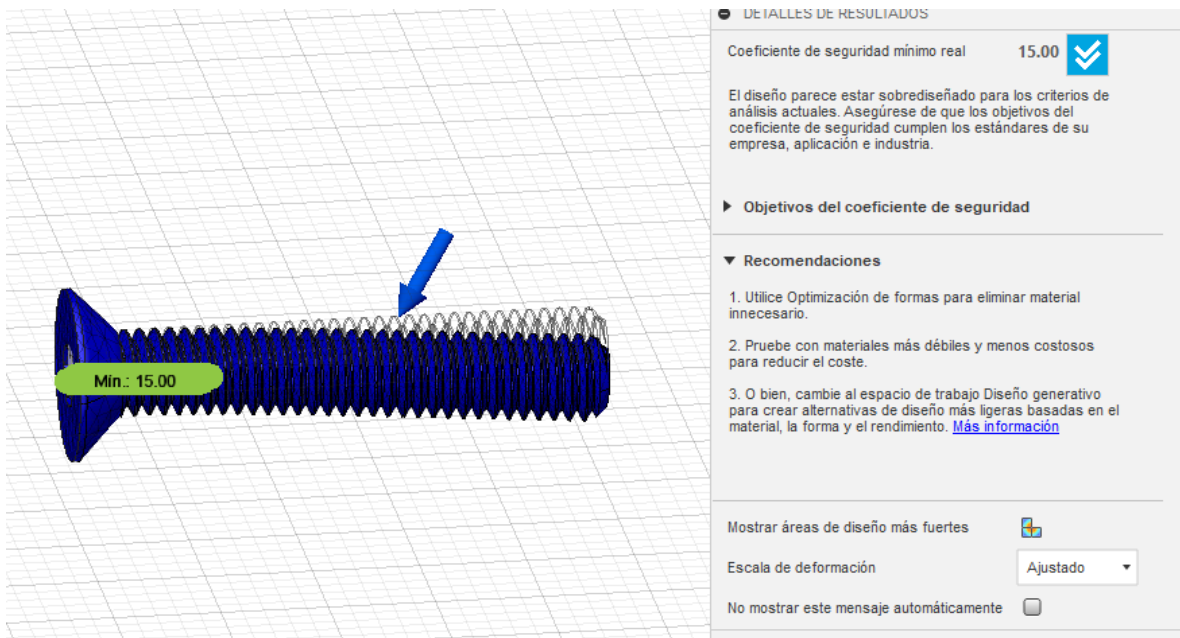 DETALLES DE RESULTADOS
Coeficiente de seguridad mínimo real 15.00
El diseño parece estar sobrediseñado para los criterios de
análisis actuales. Asegúrese de que los objetivos del
coeficiente de seguridad cumplen los estándares de su
empresa, aplicación e industria.
Objetivos del coeficiente de seguridad
Recomendaciones
1. Utilice Optimización de formas para eliminar material
innecesario.
2. Pruebe con materiales más débiles y menos costosos
para reducir el coste.
3. O bien, cambie al espacio de trabajo Diseño generativo
para crear alternativas de diseño más ligeras basadas en el
material, la forma y el rendimiento. Más información
Mostrar áreas de diseño más fuertes
Escala de deformación Ajustado
No mostrar este mensaje automáticamente
Mín.: 15.00